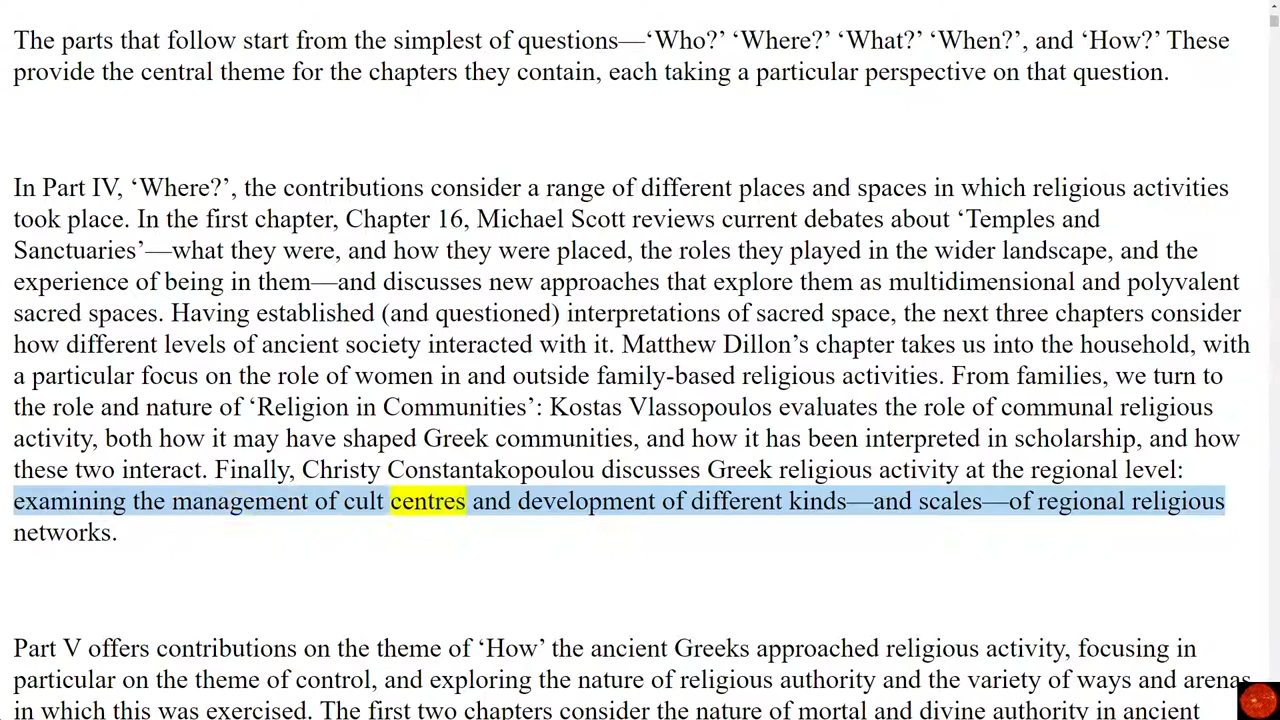 The parts that follow start from the simplest of questions—‘Who?’ ‘Where?’ ‘What?’ ‘When?’, and ‘How?’ These
provide the central theme for the chapters they contain, each taking a particular perspective on that question.
In Part IV, ‘Where?’, the contributions consider a range of different places and spaces in which religious activities
took place. In the first chapter, Chapter 16, Michael Scott reviews current debates about ‘Temples and
Sanctuaries’—what they were, and how they were placed, the roles they played in the wider landscape, and the
experience of being in them—and discusses new approaches that explore them as multidimensional and polyvalent
sacred spaces. Having established (and questioned) interpretations of sacred space, the next three chapters consider
how different levels of ancient society interacted with it. Matthew Dillon’s chapter takes us into the household, with
a particular focus on the role of women in and outside family-based religious activities. From families, we turn to
the role and nature of ‘Religion in Communities’: Kostas Vlassopoulos evaluates the role of communal religious
activity, both how it may have shaped Greek communities, and how it has been interpreted in scholarship, and how
these two interact. Finally, Christy Constantakopoulou discusses Greek religious activity at the regional level:
examining the management of cult centres and development of different kinds—and scales—of regional religious
networks.
Part V offers contributions on the theme of ‘How’ the ancient Greeks approached religious activity, focusing in
particular on the theme of control, and exploring the nature of religious authority and the variety of ways and arenas
in which this was exercised. The first two chapters consider the nature of mortal and divine authority in ancient